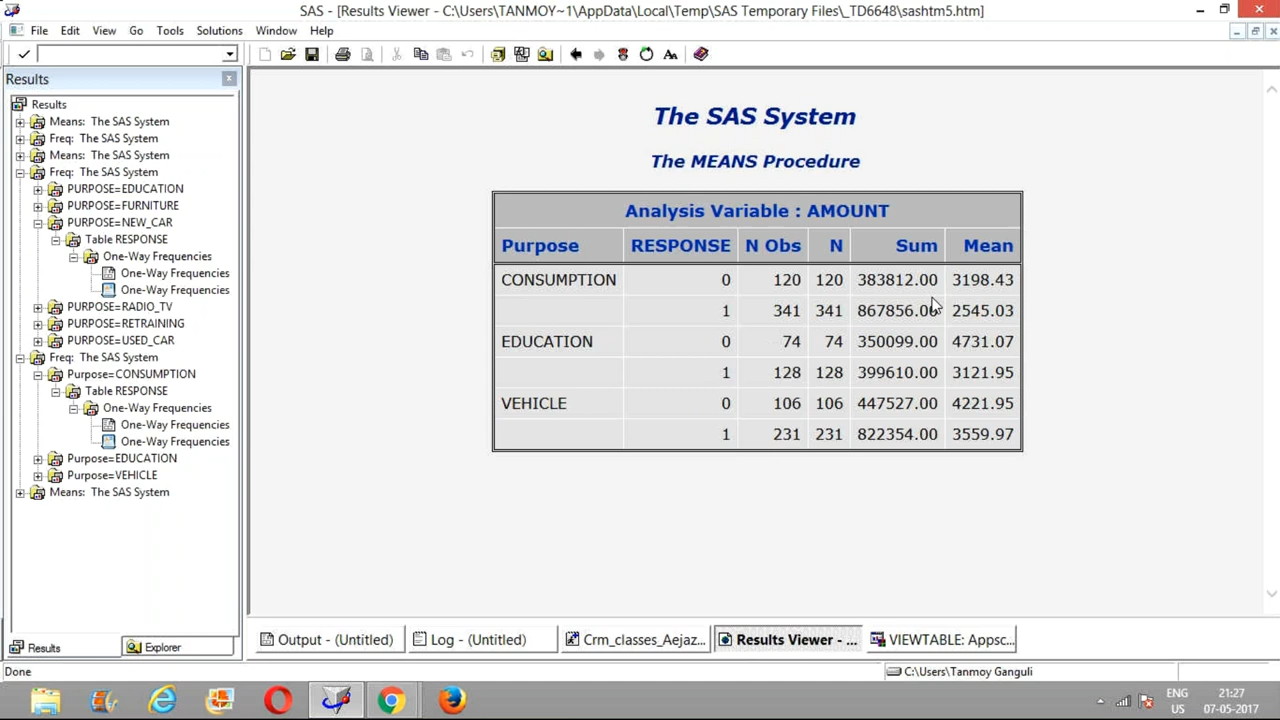 SAS - [Results Viewer - C:\Users\TANMOY~1\AppData\Local\Temp\SAS Temporary Files\_TD6648\sashtm5.htm]
File Edit View Go Tools Solutions Window Help
Results
Results
Means: The SAS System
Freq: The SAS System
Means: The SAS System
Freq: The SAS System
PURPOSE=EDUCATION
PURPOSE=FURNITURE
PURPOSE=NEW_CAR
Table RESPONSE
One-Way Frequencies
One-Way Frequencies
One-Way Frequencies
PURPOSE=RADIO_TV
PURPOSE=RETRAINING
PURPOSE=USED_CAR
Freq: The SAS System
Purpose=CONSUMPTION
Table RESPONSE
One-Way Frequencies
One-Way Frequencies
One-Way Frequencies
Purpose=EDUCATION
Purpose=VEHICLE
Means: The SAS System
Results Explorer
The SAS System
The MEANS Procedure
Analysis Variable : AMOUNT
Purpose RESPONSE N Obs N Sum Mean
CONSUMPTION 0 120 120 383812.00 3198.43
1 341 341 867856.00 2545.03
EDUCATION 0 74 74 350099.00 4731.07
1 128 128 399610.00 3121.95
VEHICLE 0 106 106 447527.00 4221.95
1 231 231 822354.00 3559.97
Output - (Untitled) Log - (Untitled) Crm_classes_Aejaz... Results Viewer - ... VIEWTABLE: Appsc...
Done C:\Users\Tanmoy Ganguli
ENG 21:27
US 07-05-2017